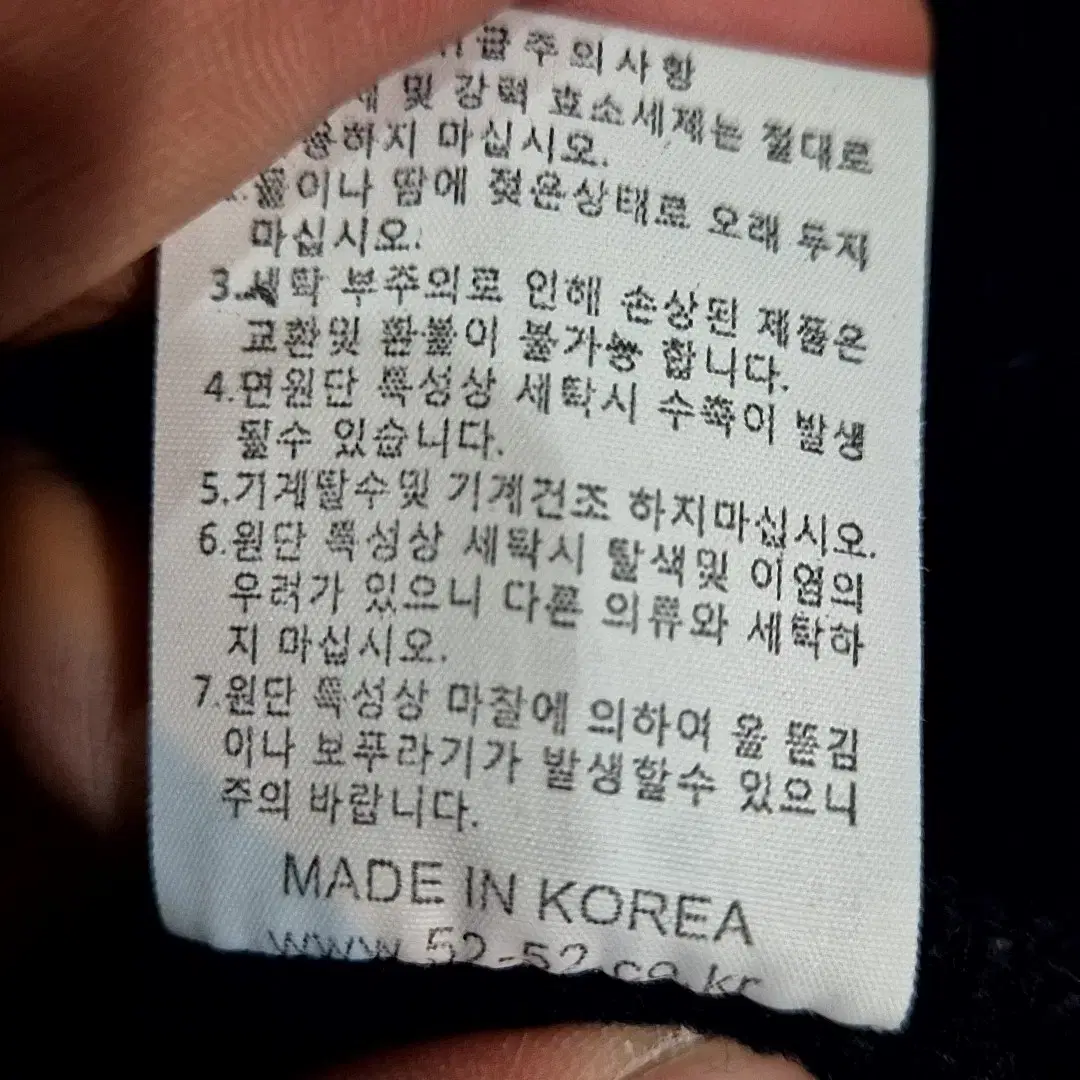 급주의사항
및 강력 효소세제는 절대로
용하지 마십시오.
물이나 땀에 젖은상태로 오래 두지
마십시오.
3.세탁 부주의로 인해 손상된 제품은
교환및 환불이 불가능 합니다.
4.면원단 특성상 세탁시 수축이 발생
될수 있습니다.
5.기계탈수및 기계건조 하지마십시오.
6.원단 특성상 세탁시 탈색및 이염의
우려가 있으니 다른 의류와 세탁하
지 마십시오.
7.원단 특성상 마찰에 의하여 올 뜯김
이나 보푸라기가 발생할수 있으니
주의 바랍니다.
MADE IN KOREA
www.52-52.co.kr